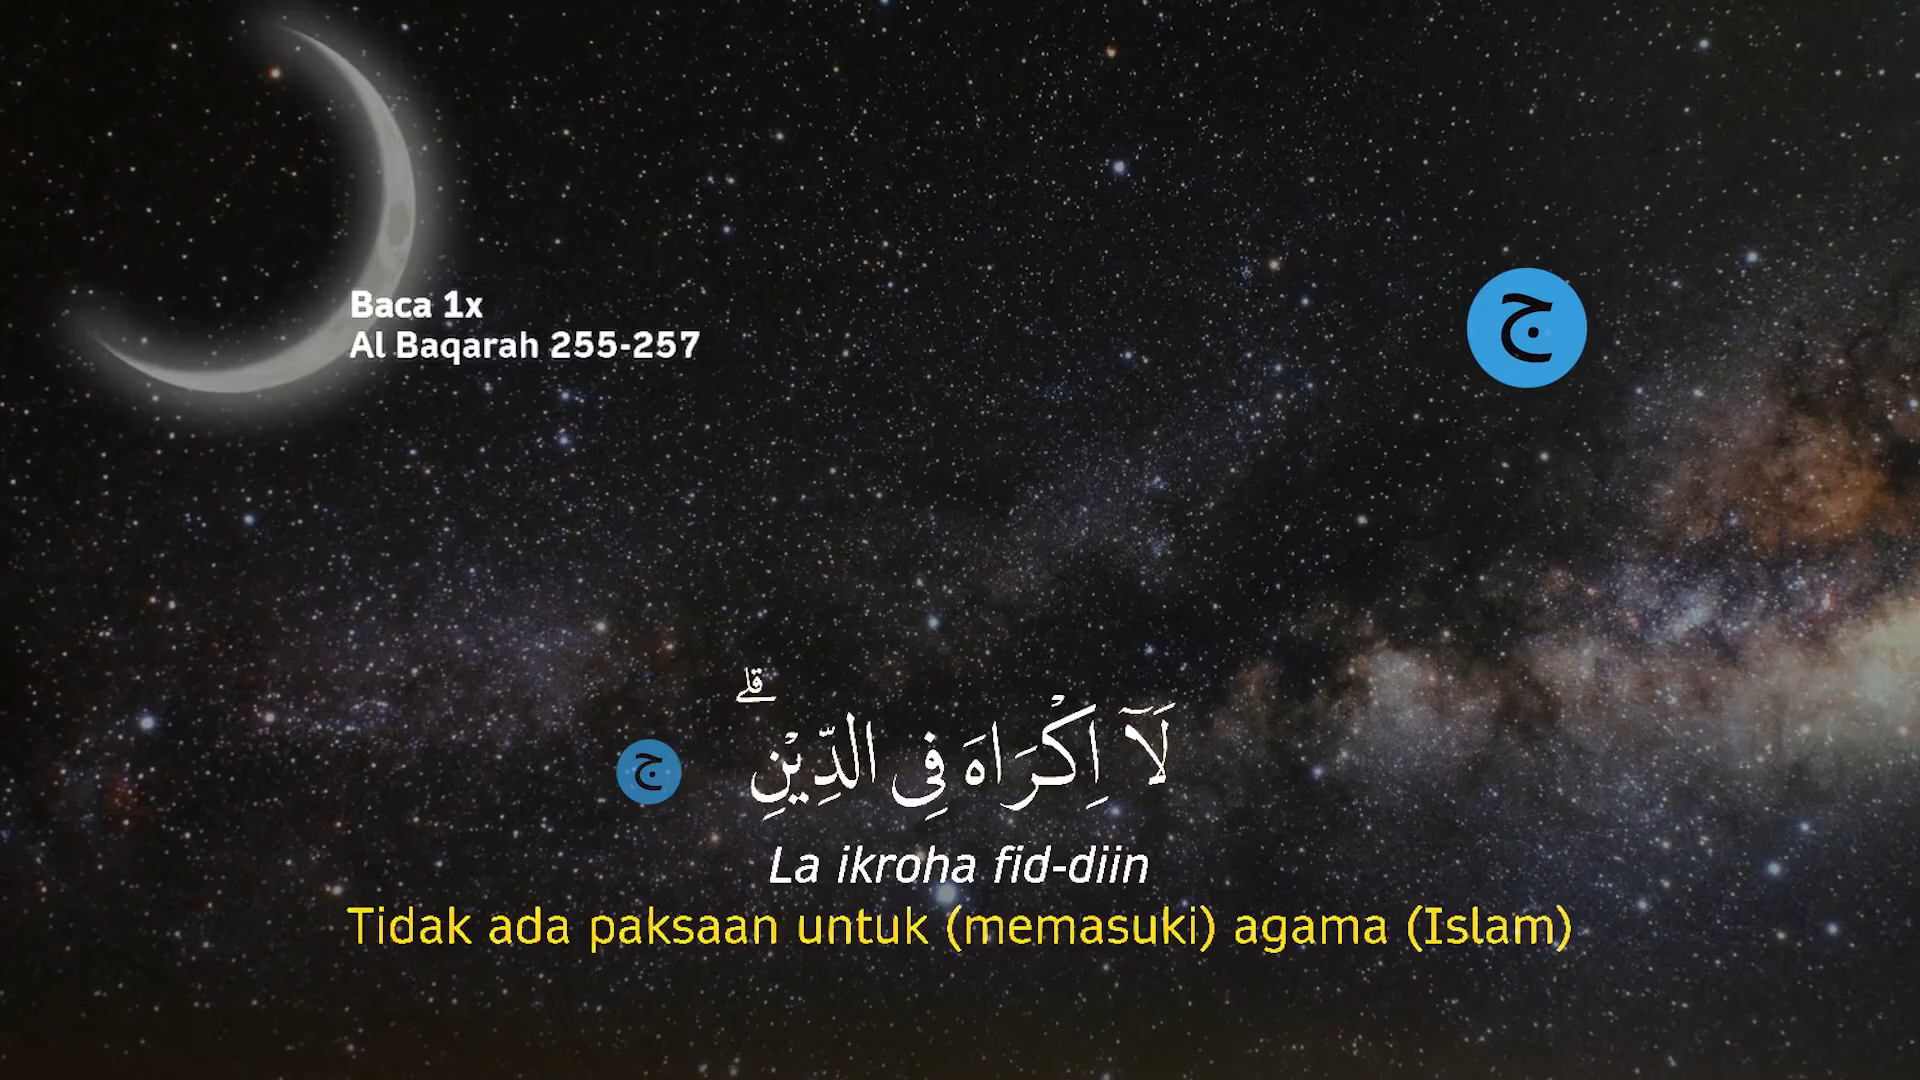 Baca 1x
Al Baqarah 255-257
ج
لَآ اِكْرَاهَ فِى الدِّيْنِۗ ج
La ikroha fid-diin
Tidak ada paksaan untuk (memasuki) agama (Islam)